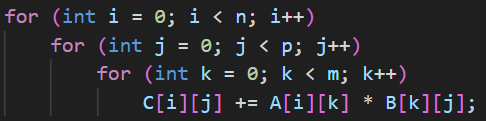 for (int i = 0; i < n; i++)
    for (int j = 0; j < p; j++)
        for (int k = 0; k < m; k++)
            C[i][j] += A[i][k] * B[k][j];